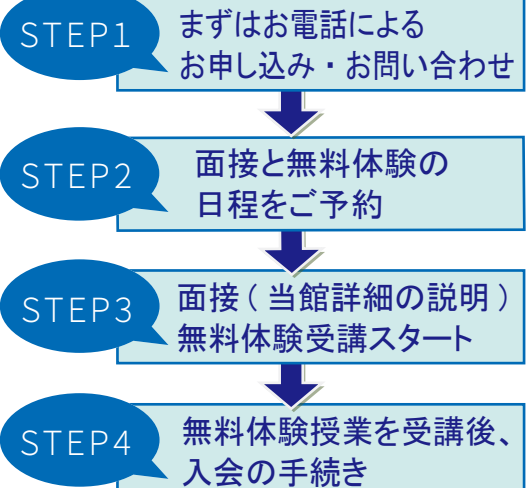 STEP1
まずはお電話による
お申し込み・お問い合わせ
STEP2
面接と無料体験の
日程をご予約
STEP3
面接(当館詳細の説明)
無料体験受講スタート
STEP4
無料体験授業を受講後、
入会の手続き